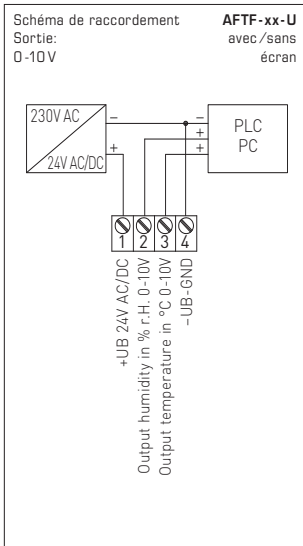 Schéma de raccordement
AFTF-xx-U
Sortie:
avec/sans
0-10 V
écran
230V AC
24V AC/DC
–
+
–
+
+
PLC
PC
1
2
3
4
+UB 24V AC/DC
Output humidity in % r.H. 0-10V
Output temperature in °C 0-10V
–UB-GND